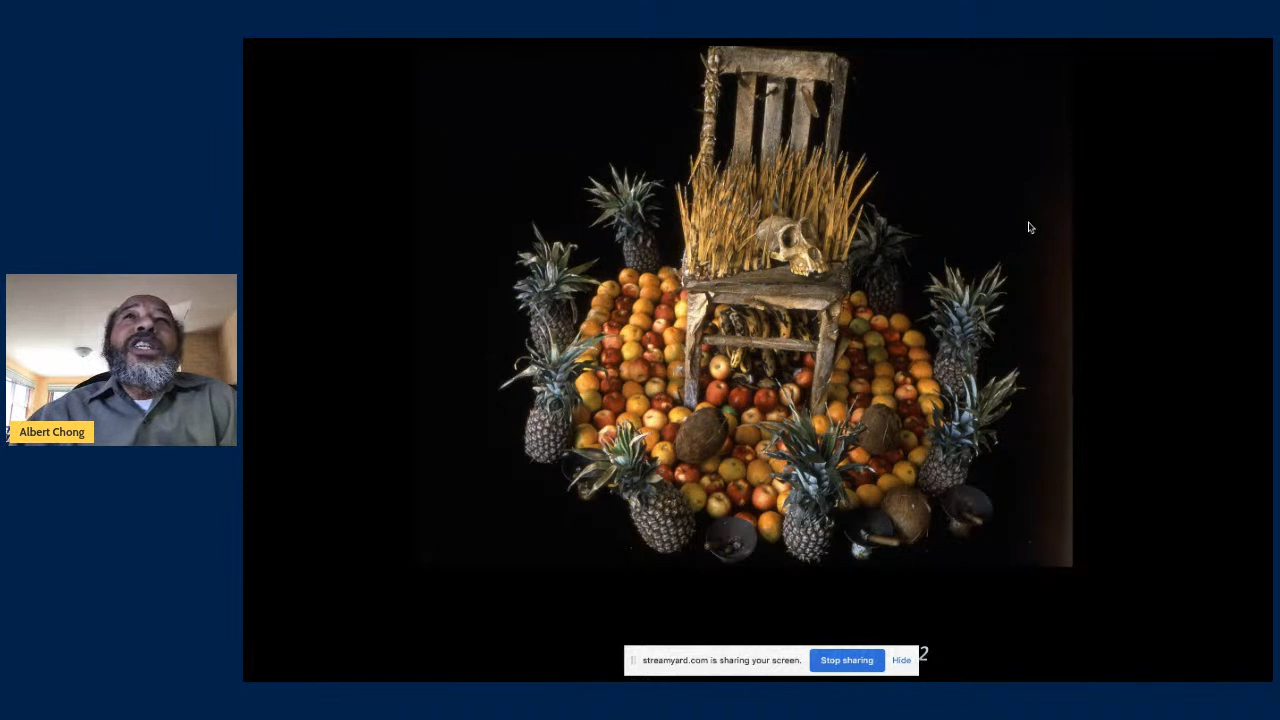 Albert Chong
streamyard.com is sharing your screen.
Stop sharing
Hide
2